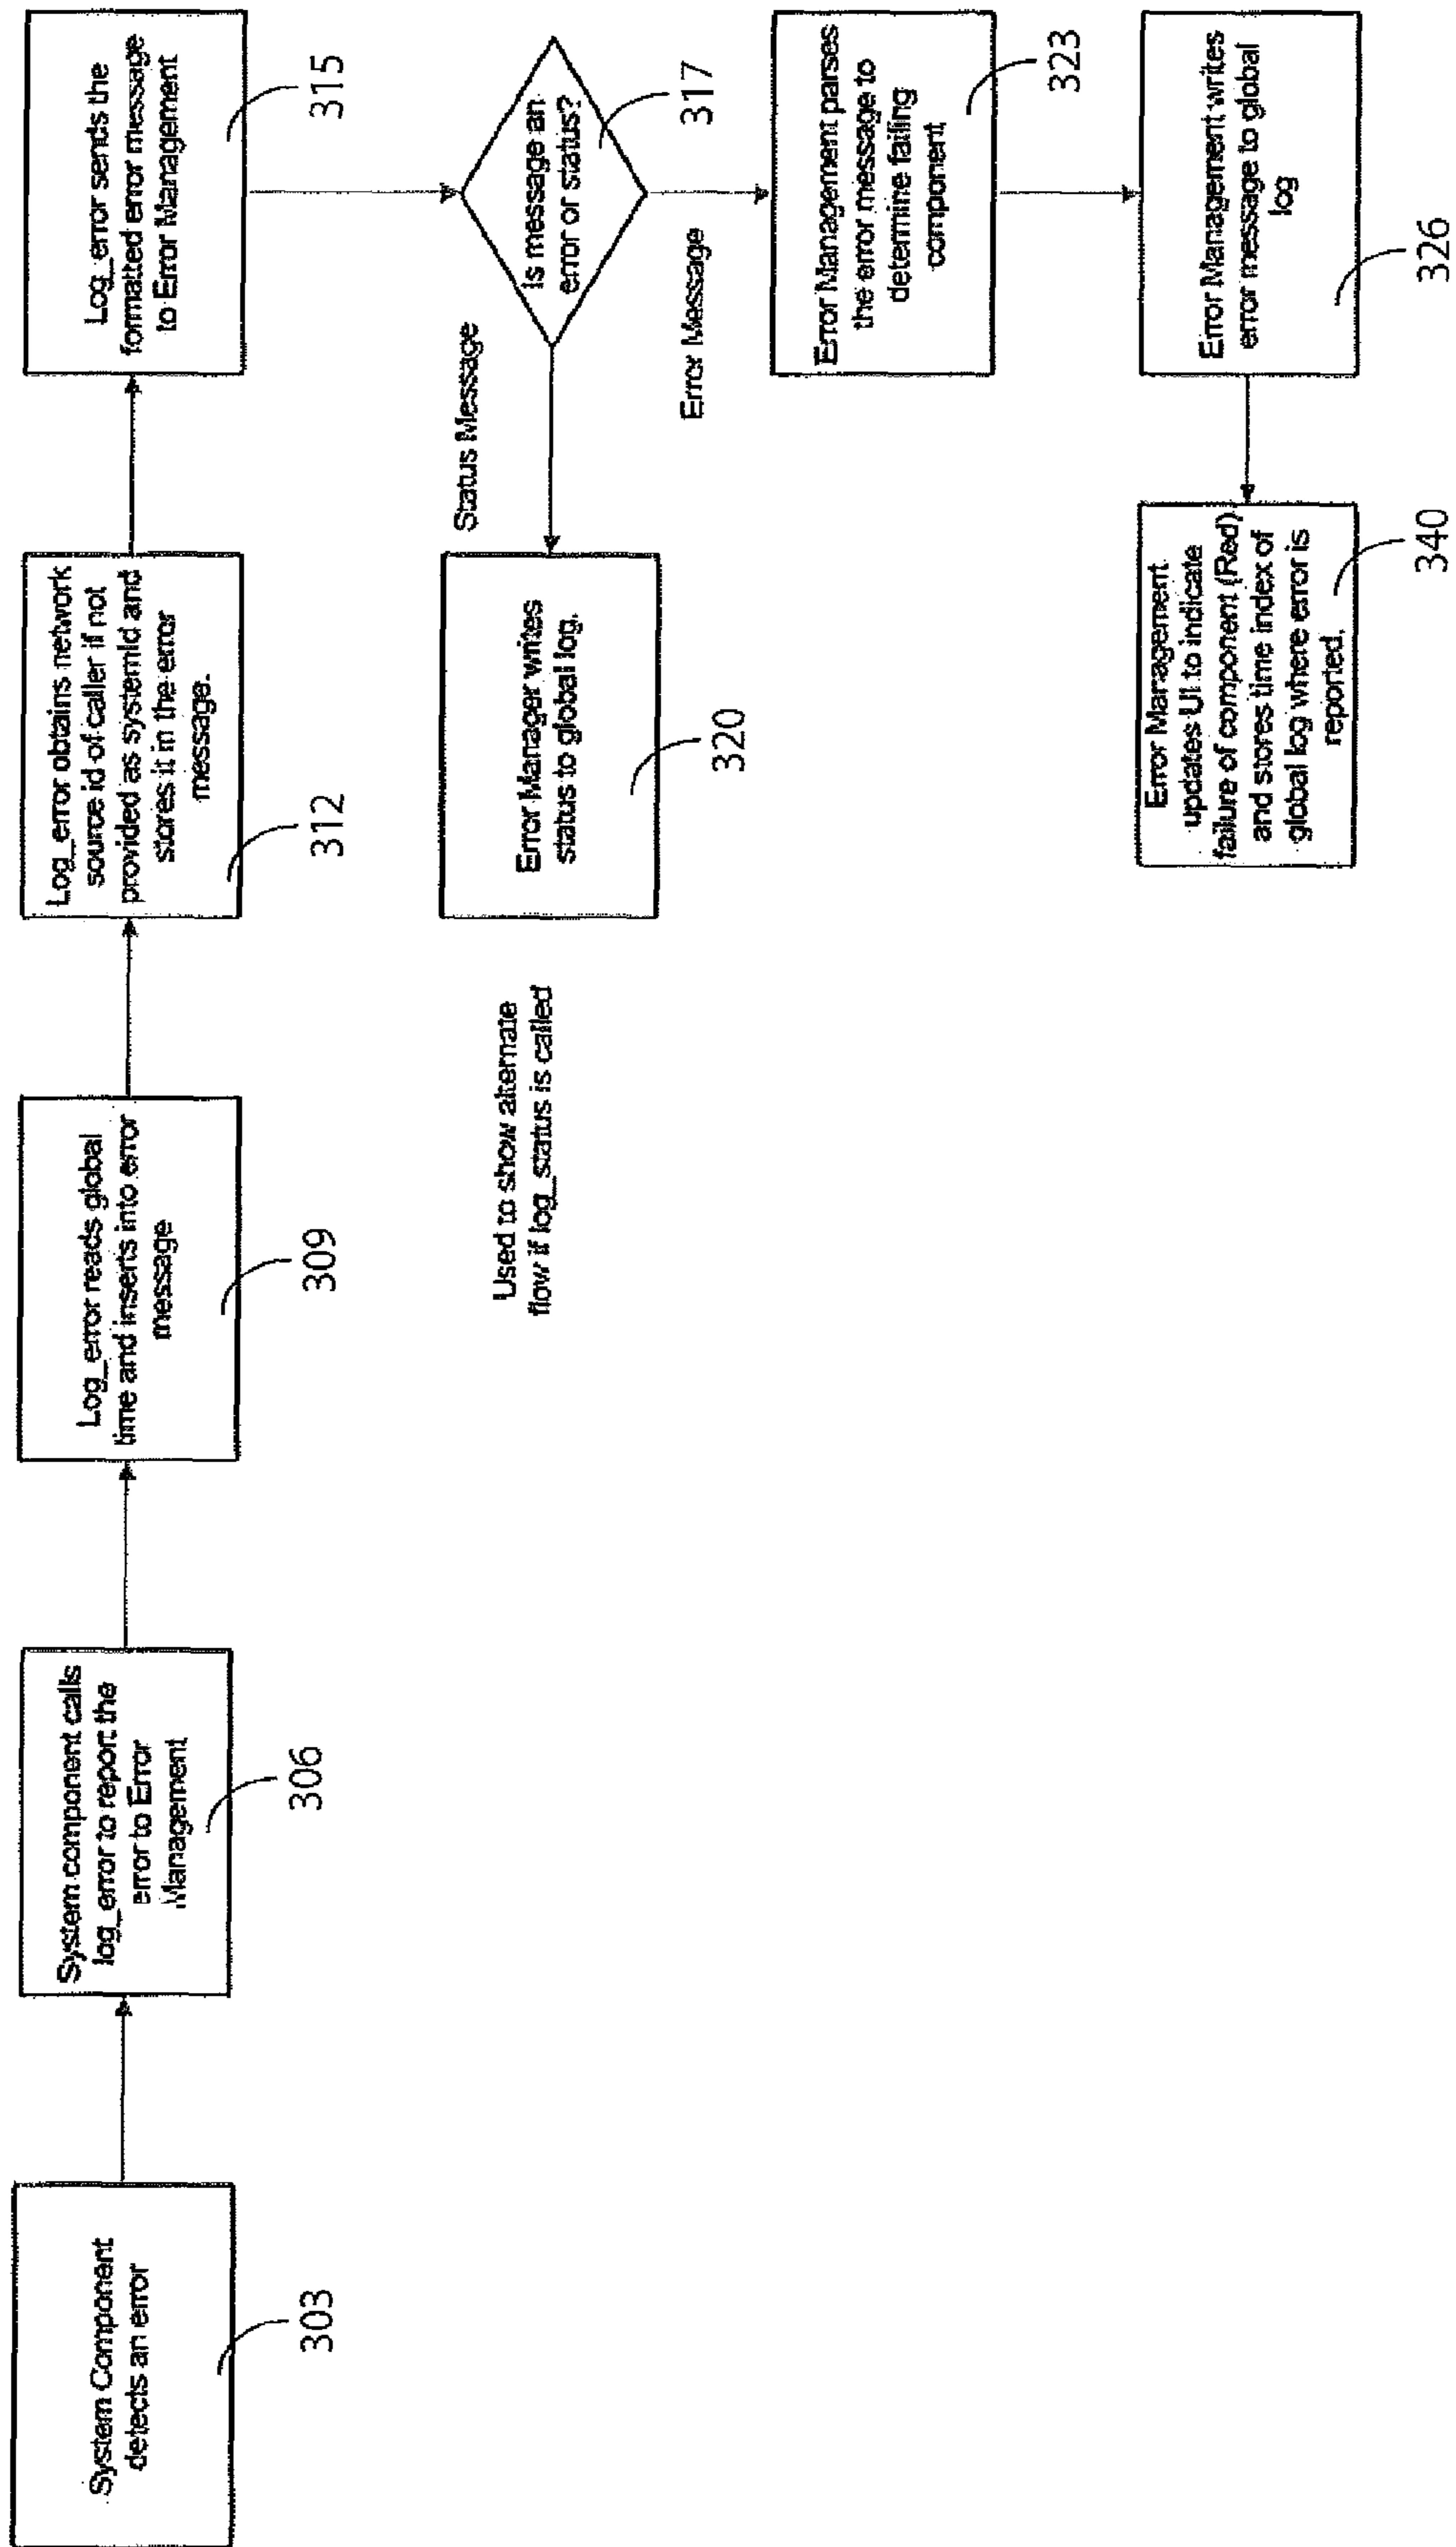 System Component
detects an error
303
System component calls
log_error to report the
error to Error
Management
306
Log_error reads global
time and inserts into error
message
309
Log_error obtains network
source id of caller if not
provided as systemId and
stores it in the error
message.
312
Log_error sends the
formatted error message
to Error Management
315
Is message an
error or status?
317
Status Message
Error Message
Error Manager writes
status to global log.
320
Used to show alternate
flow if log_status is called
Error Management parses
the error message to
determine failing
component
323
Error Management writes
error message to global
log
326
Error Management
updates UI to indicate
failure of component (Red)
and stores time index of
global log where error is
reported.
340